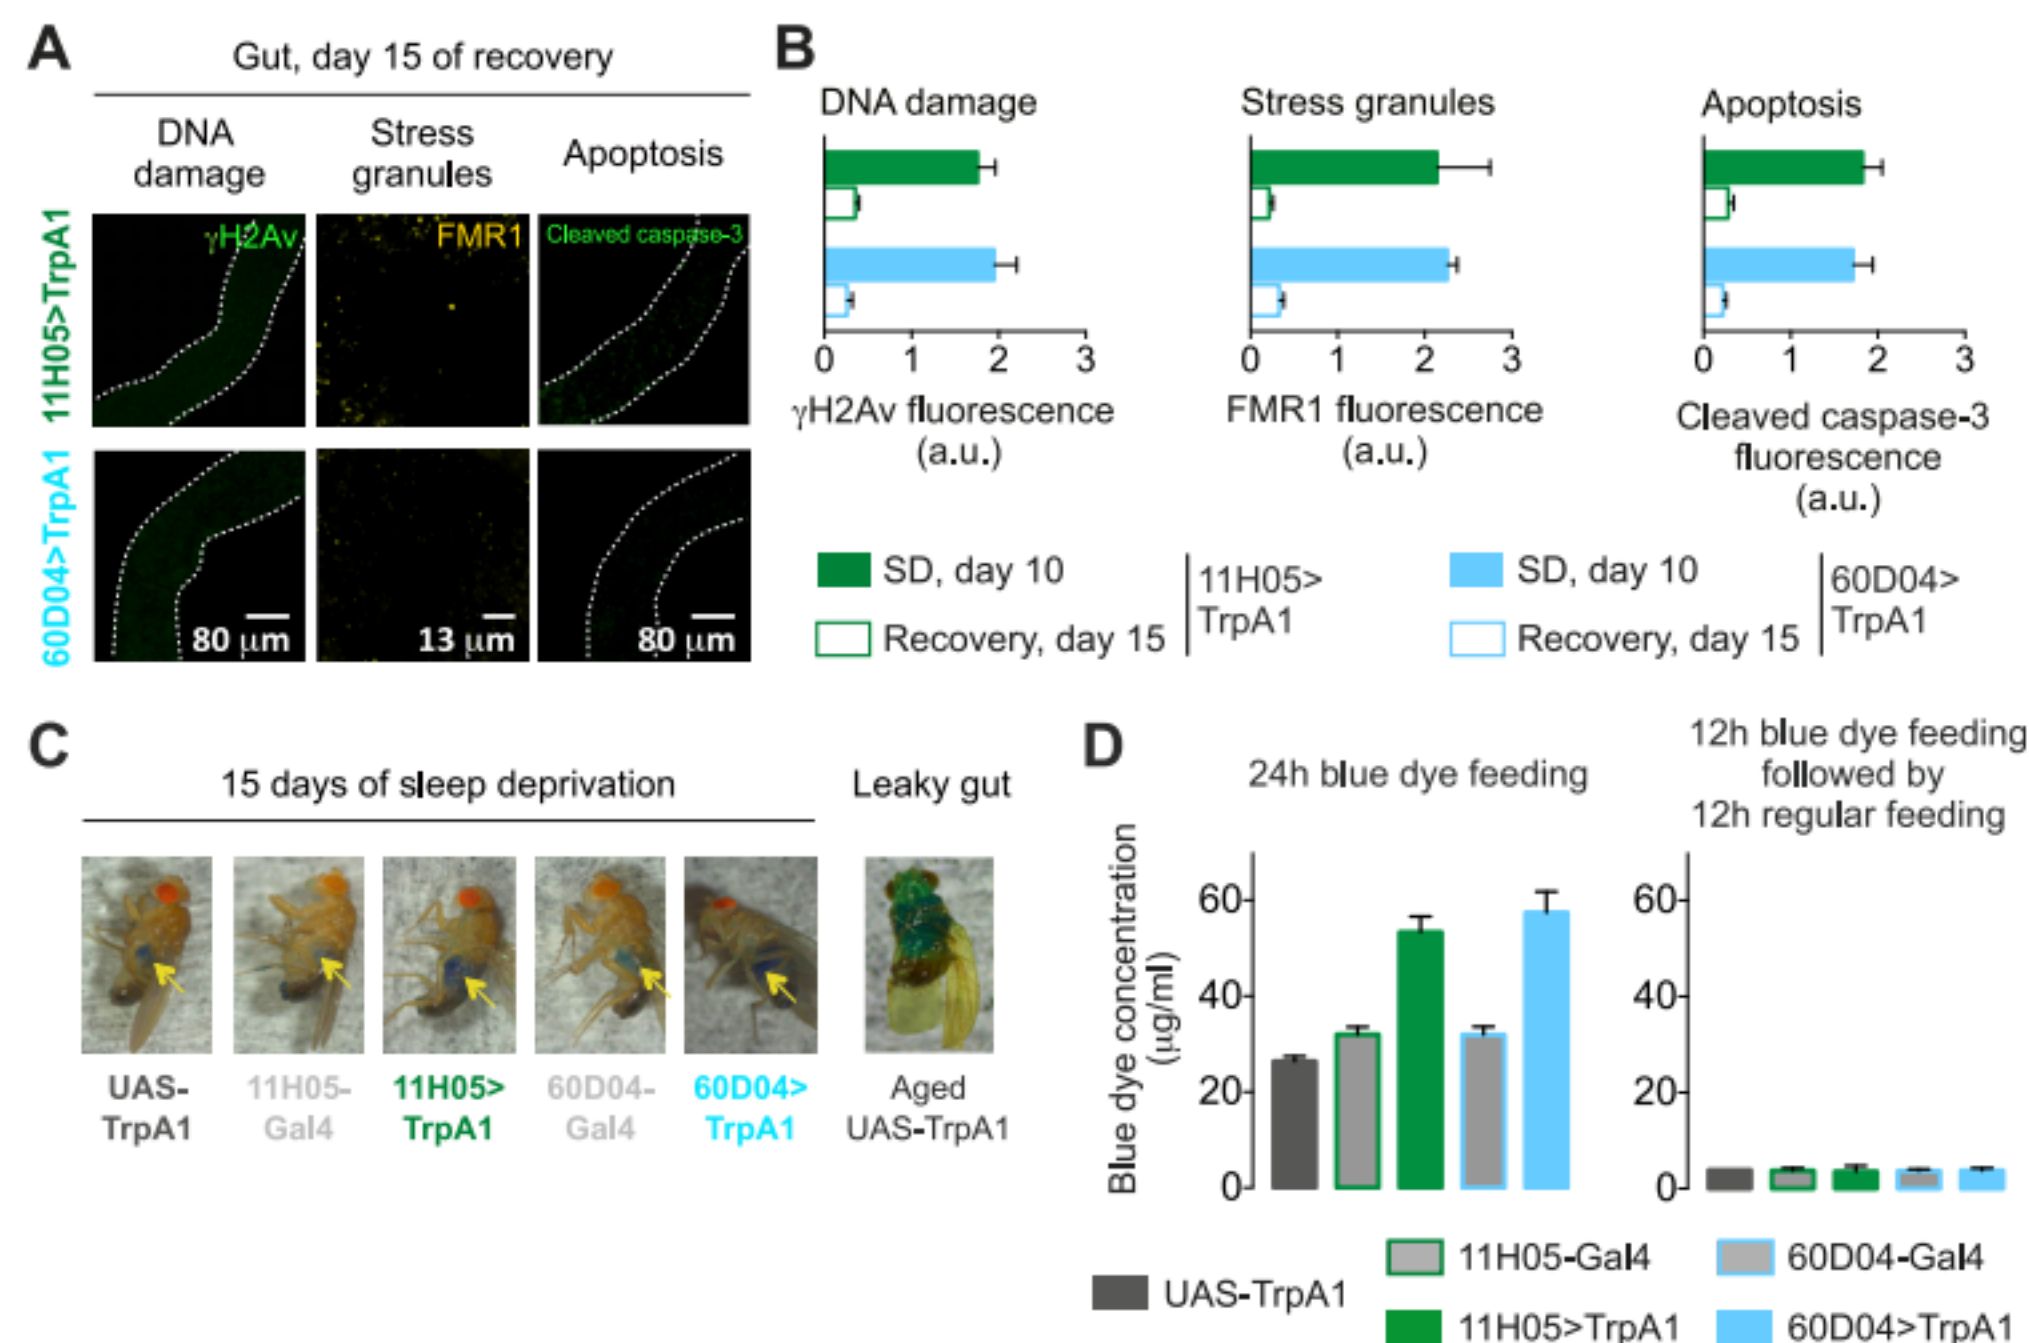 A
Gut, day 15 of recovery
DNA
damage
Stress
granules
Apoptosis
11H05>TrpA1
γH2Av
FMR1
Cleaved caspase-3
60D04>TrpA1
80 μm
13 μm
80 μm
B
DNA damage
0 1 2 3
γH2Av fluorescence
(a.u.)
Stress granules
0 1 2 3
FMR1 fluorescence
(a.u.)
Apoptosis
0 1 2 3
Cleaved caspase-3
fluorescence
(a.u.)
SD, day 10
Recovery, day 15
11H05>
TrpA1
SD, day 10
Recovery, day 15
60D04>
TrpA1
C
15 days of sleep deprivation
Leaky gut
UAS-
TrpA1
11H05-
Gal4
11H05>
TrpA1
60D04-
Gal4
60D04>
TrpA1
Aged
UAS-TrpA1
D
24h blue dye feeding
12h blue dye feeding
followed by
12h regular feeding
Blue dye concentration
(μg/ml)
60
40
20
0
60
40
20
0
UAS-TrpA1
11H05-Gal4
11H05>TrpA1
60D04-Gal4
60D04>TrpA1